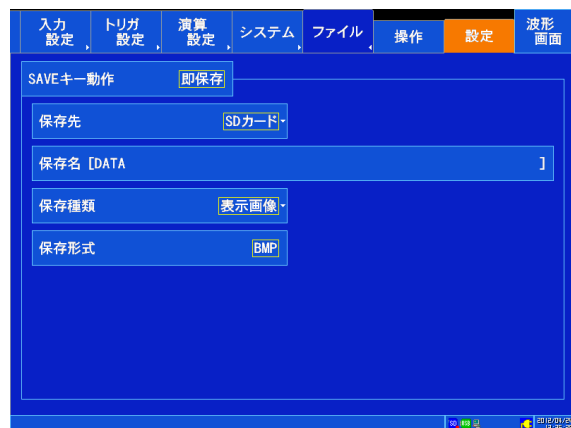 入力
設定
トリガ
設定
演算
設定
システム
ファイル
操作
設定
波形
画面
SAVEキー動作 即保存
保存先 SDカード
保存名 [DATA ]
保存種類 表示画像
保存形式 BMP
SD